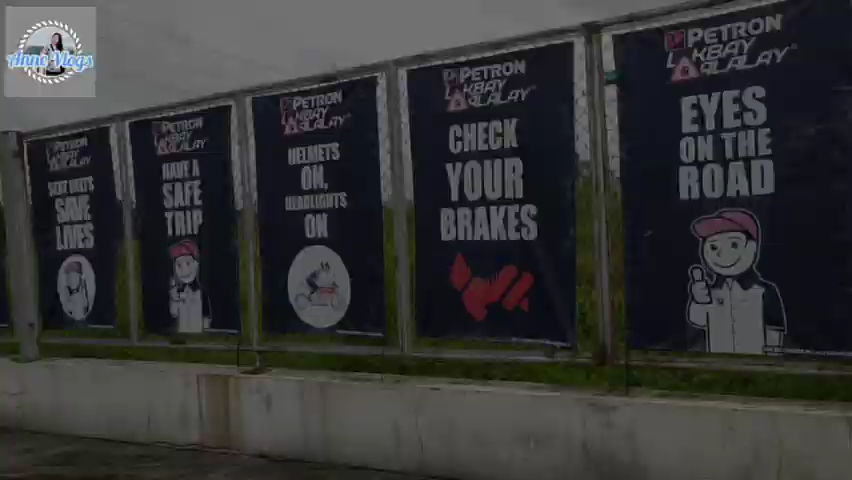 Anne Vlogs
PETRON
LAKBAY
ALALAY
SEAT BELTS
SAVE
LIVES
PETRON
LAKBAY
ALALAY
HAVE A
SAFE
TRIP
PETRON
LAKBAY
ALALAY
HELMETS
ON,
HEADLIGHTS
ON
PETRON
LAKBAY
ALALAY
CHECK
YOUR
BRAKES
PETRON
LAKBAY
ALALAY
EYES
ON THE
ROAD